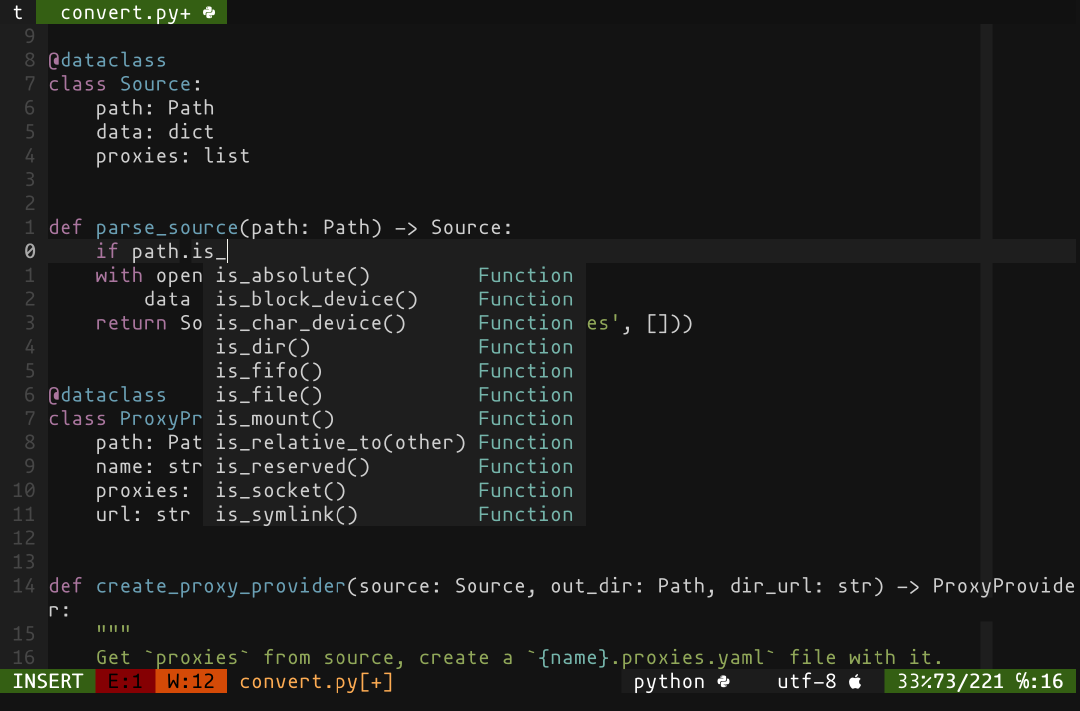 t convert.py+
9
8 @dataclass
7 class Source:
6 path: Path
5 data: dict
4 proxies: list
3
2
1 def parse_source(path: Path) -> Source:
0 if path.is_
1 with open is_absolute() Function
2 data is_block_device() Function
3 return So is_char_device() Function es', []))
4 is_dir() Function
5 is_fifo() Function
6 @dataclass is_file() Function
7 class ProxyPr is_mount() Function
8 path: Pat is_relative_to(other) Function
9 name: str is_reserved() Function
10 proxies: is_socket() Function
11 url: str is_symlink() Function
12
13
14 def create_proxy_provider(source: Source, out_dir: Path, dir_url: str) -> ProxyProvide
r:
15 """
16 Get `proxies` from source, create a `{name}.proxies.yaml` file with it.
INSERT E:1 W:12 convert.py[+] python utf-8 33%73/221 ℅:16